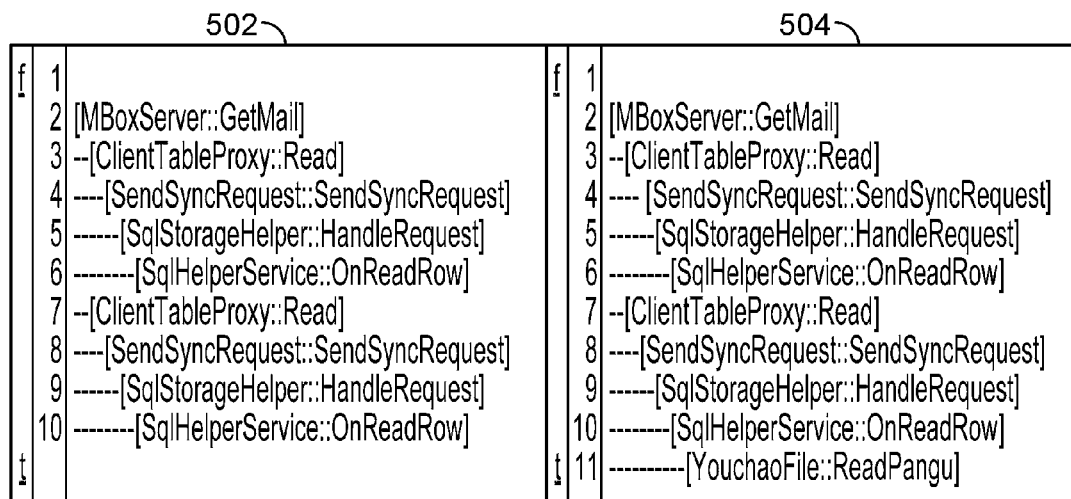 502
f 1
2 [MBoxServer::GetMail]
3 --[ClientTableProxy::Read]
4 ----[SendSyncRequest::SendSyncRequest]
5 ------[SqlStorageHelper::HandleRequest]
6 --------[SqlHelperService::OnReadRow]
7 --[ClientTableProxy::Read]
8 ----[SendSyncRequest::SendSyncRequest]
9 ------[SqlStorageHelper::HandleRequest]
10 --------[SqlHelperService::OnReadRow]
t
504
f 1
2 [MBoxServer::GetMail]
3 --[ClientTableProxy::Read]
4 ---- [SendSyncRequest::SendSyncRequest]
5 ------[SqlStorageHelper::HandleRequest]
6 --------[SqlHelperService::OnReadRow]
7 --[ClientTableProxy::Read]
8 ----[SendSyncRequest::SendSyncRequest]
9 ------[SqlStorageHelper::HandleRequest]
10 --------[SqlHelperService::OnReadRow]
t 11 ----------[YouchaoFile::ReadPangu]